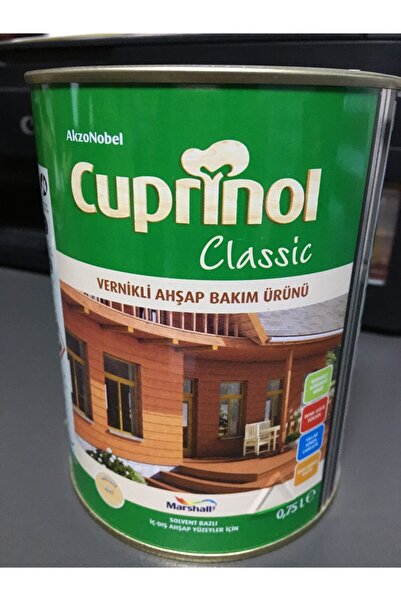 AkzoNobel
Cuprinol
Classic
VERNİKLİ AHŞAP BAKIM ÜRÜNÜ
Marshall
SOLVENT BAZLI
İÇ-DIŞ AHŞAP YÜZEYLER İÇİN
0,75 L e